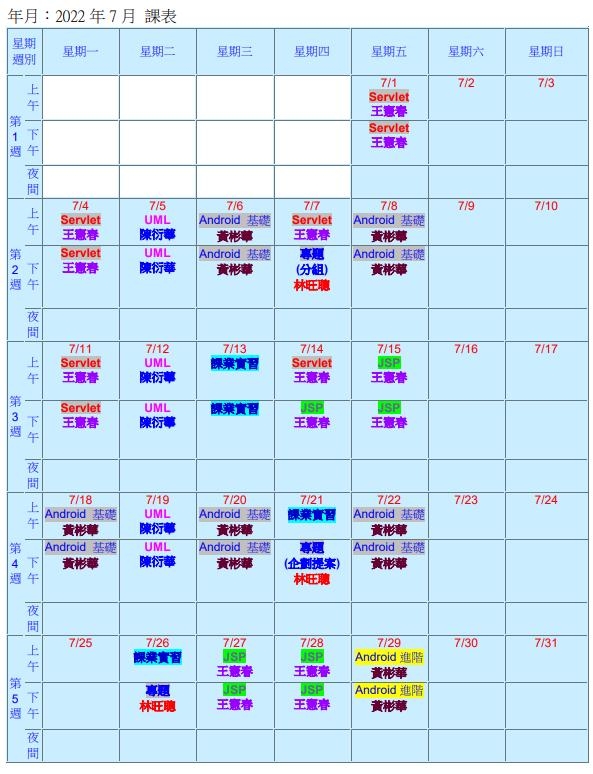 年月：2022 年 7 月 課表
星期
週別 星期一 星期二 星期三 星期四 星期五 星期六 星期日
第1週 上午 7/1 7/2 7/3
Servlet
王憲春
下午 Servlet
王憲春
夜間
第2週 上午 7/4 7/5 7/6 7/7 7/8 7/9 7/10
Servlet UML Android 基礎 Servlet Android 基礎
王憲春 陳衍華 黃彬華 王憲春 黃彬華
下午 Servlet UML Android 基礎 專題 Android 基礎
王憲春 陳衍華 黃彬華 (分組) 黃彬華
林旺聰
夜間
第3週 上午 7/11 7/12 7/13 7/14 7/15 7/16 7/17
Servlet UML 課業實習 Servlet JSP
王憲春 陳衍華 王憲春 王憲春
下午 Servlet UML 課業實習 JSP JSP
王憲春 陳衍華 王憲春 王憲春
夜間
第4週 上午 7/18 7/19 7/20 7/21 7/22 7/23 7/24
Android 基礎 UML Android 基礎 課業實習 Android 基礎
黃彬華 陳衍華 黃彬華 黃彬華
下午 Android 基礎 UML Android 基礎 專題 Android 基礎
黃彬華 陳衍華 黃彬華 (企劃提案) 黃彬華
林旺聰
夜間
第5週 上午 7/25 7/26 7/27 7/28 7/29 7/30 7/31
課業實習 JSP JSP Android 進階
王憲春 王憲春 黃彬華
下午 專題 JSP JSP Android 進階
林旺聰 王憲春 王憲春 黃彬華
夜間